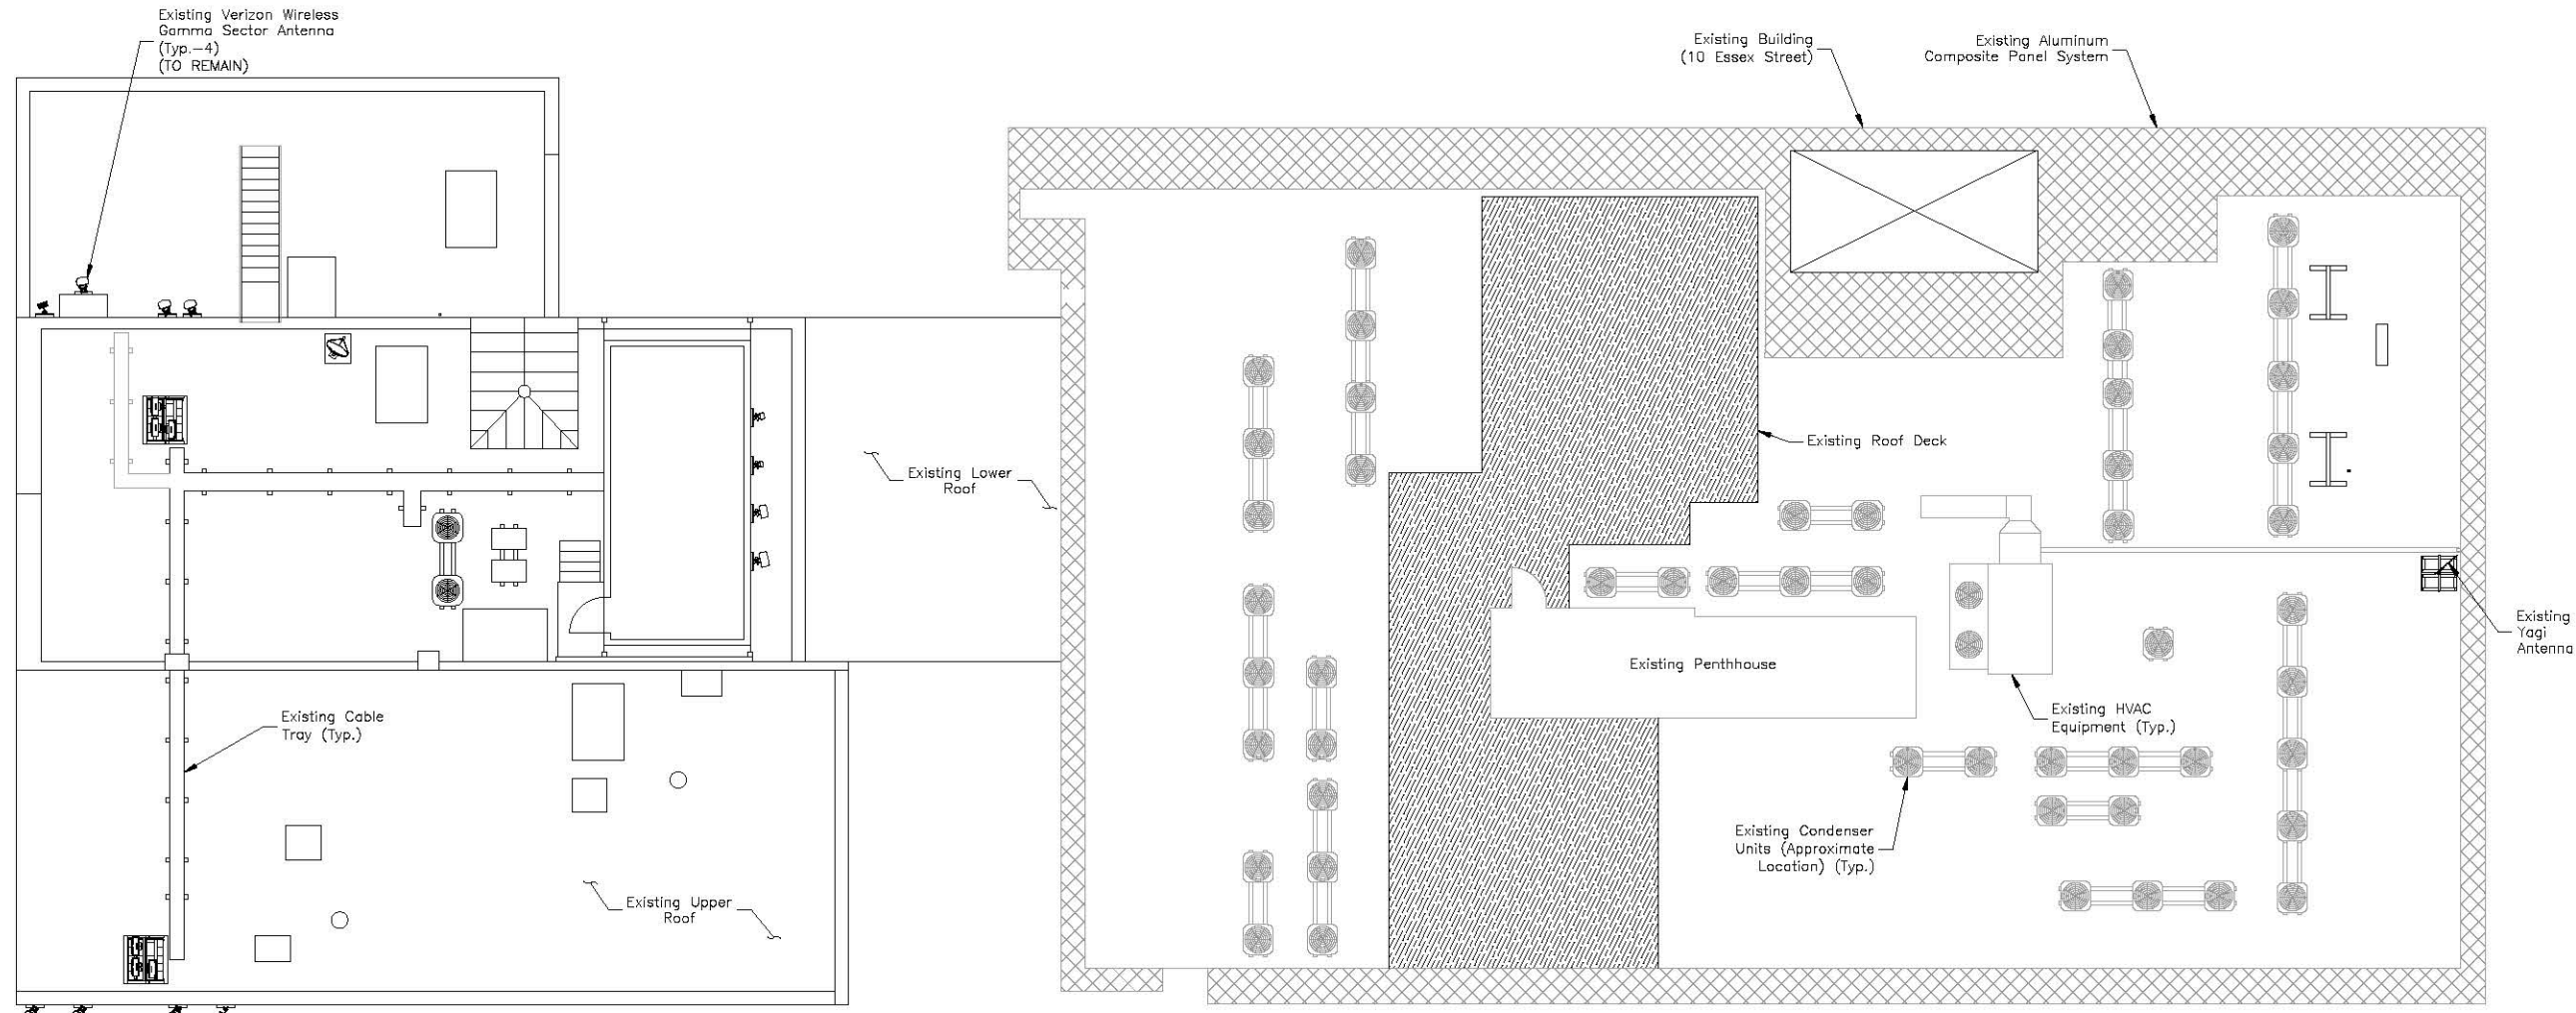 Existing Verizon Wireless
Gamma Sector Antenna
(Typ.-4)
(TO REMAIN)
Existing Building
(10 Essex Street)
Existing Aluminum
Composite Panel System
Existing Roof Deck
Existing Lower
Roof
Existing
Yagi
Antenna
Existing Penthhouse
Existing HVAC
Equipment (Typ.)
Existing Cable
Tray (Typ.)
Existing Condenser
Units (Approximate
Location) (Typ.)
Existing Upper
Roof